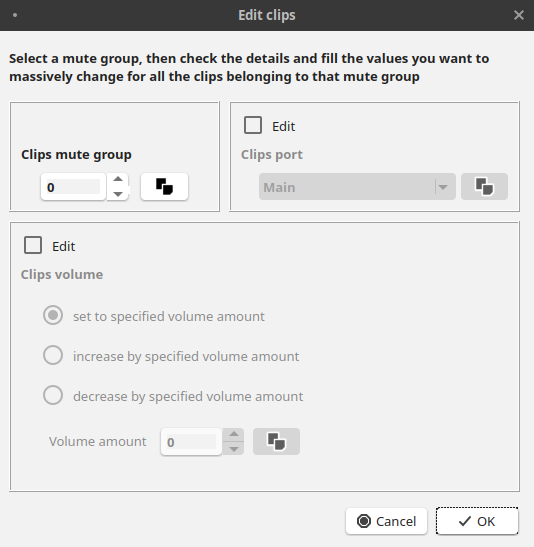 Edit clips
Select a mute group, then check the details and fill the values you want to
massively change for all the clips belonging to that mute group
Clips mute group
0
Edit
Clips port
Main
Edit
Clips volume
set to specified volume amount
increase by specified volume amount
decrease by specified volume amount
Volume amount
0
Cancel
OK